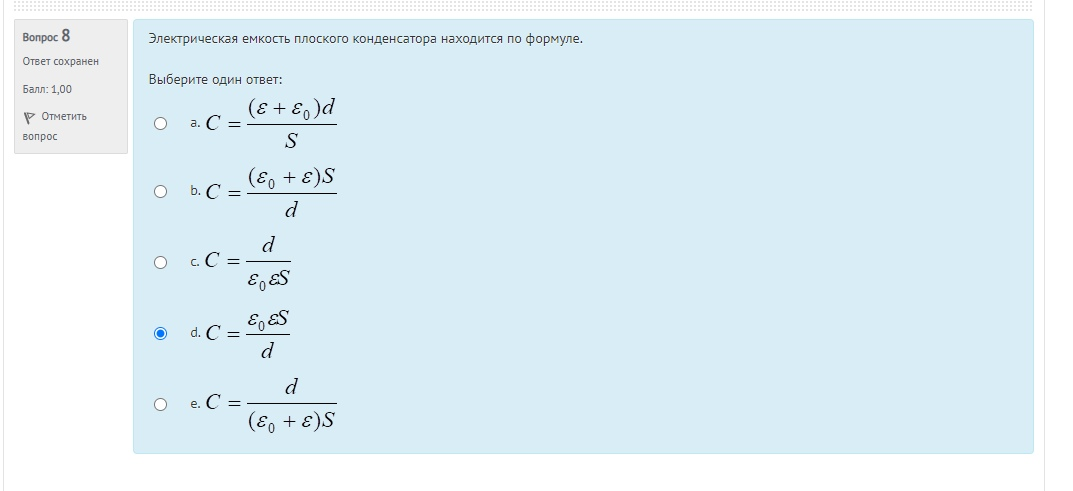 Вопрос 8
Ответ сохранен
Балл: 1,00
Отметить
вопрос
Электрическая емкость плоского конденсатора находится по формуле.
Выберите один ответ:
a. C = (ε + ε₀)d / S
b. C = (ε₀ + ε)S / d
c. C = d / ε₀εS
d. C = ε₀εS / d
e. C = d / (ε₀ + ε)S